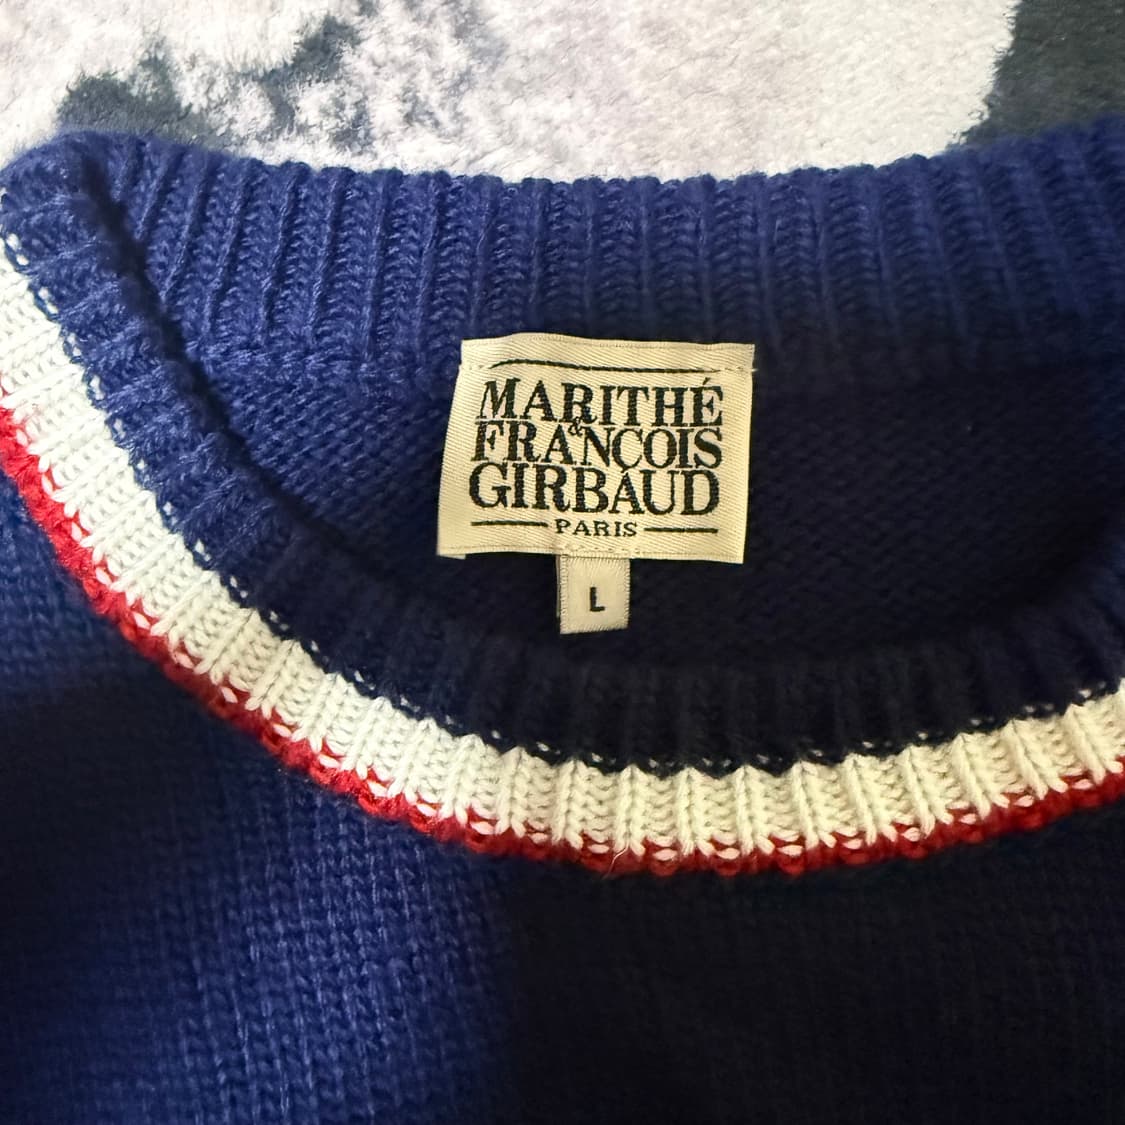 MARITHÉ
&
FRANÇOIS
GIRBAUD
PARIS
L